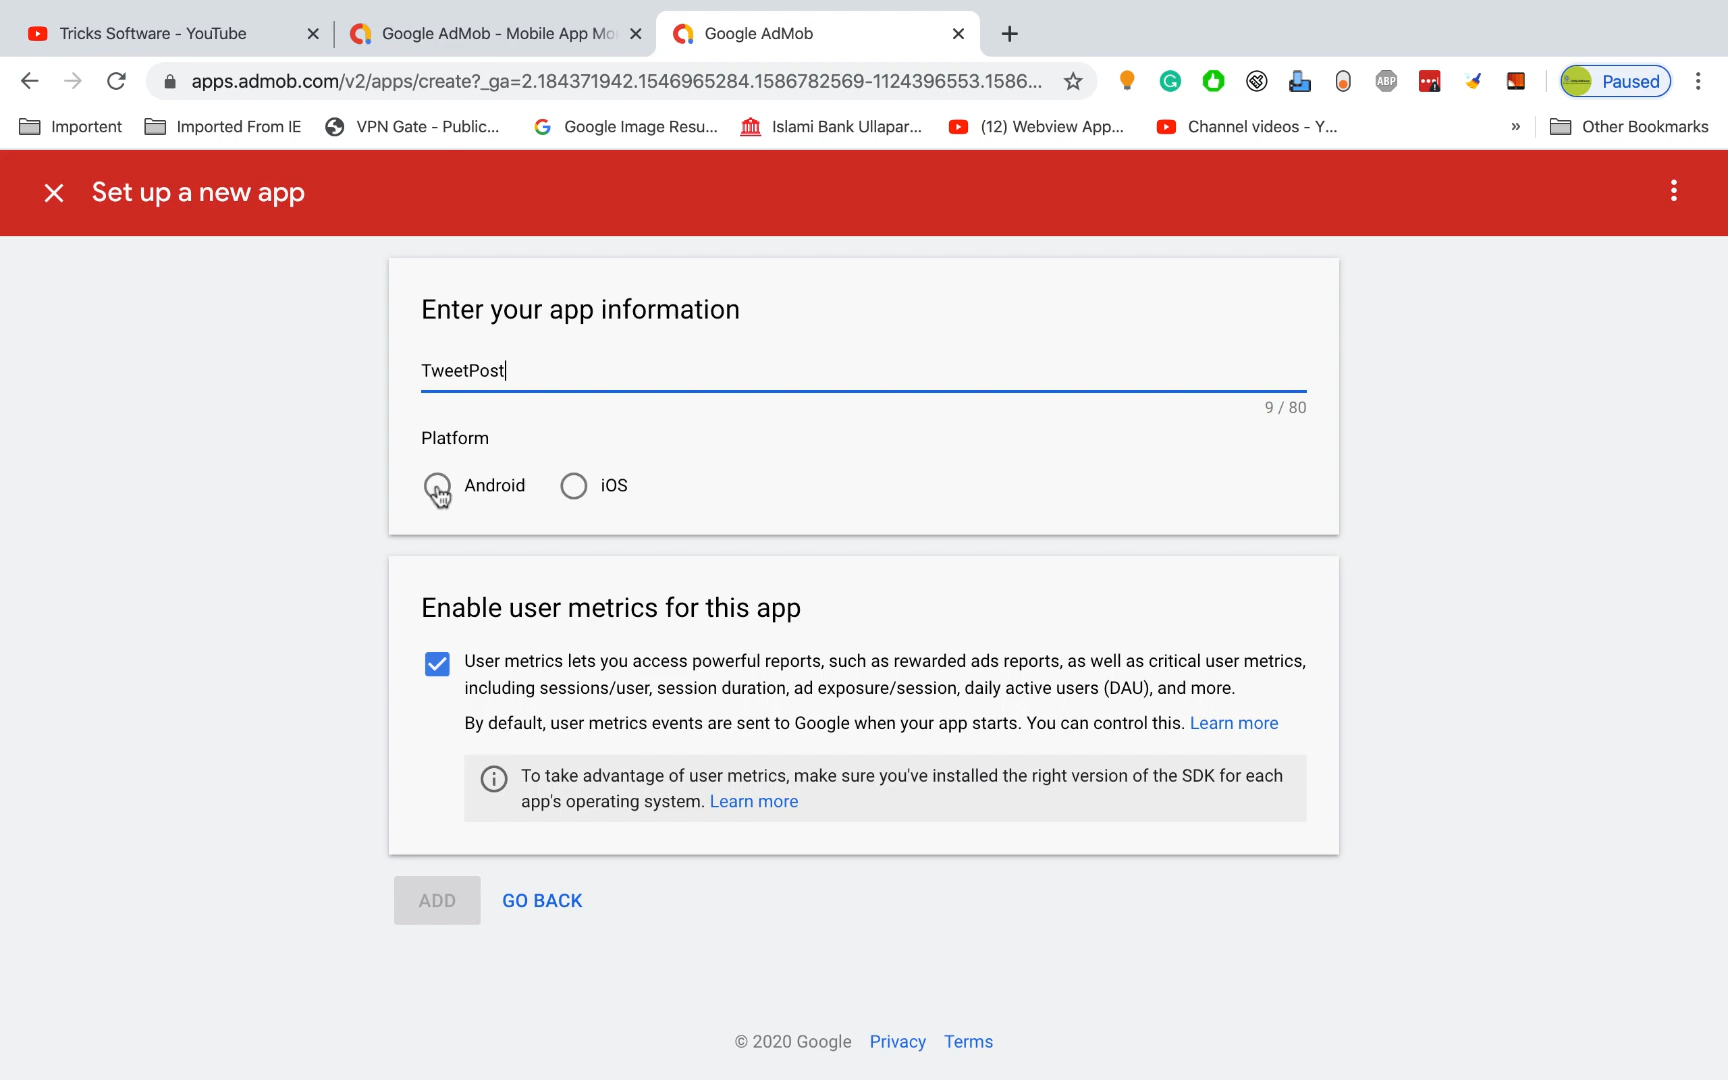 Tricks Software - YouTube
Google AdMob - Mobile App Mo
Google AdMob
apps.admob.com/v2/apps/create?_ga=2.184371942.1546965284.1586782569-1124396553.1586...
ABP
Paused
Importent
Imported From IE
VPN Gate - Public...
Google Image Resu...
Islami Bank Ullapar...
(12) Webview App...
Channel videos - Y...
»
Other Bookmarks
Set up a new app
Enter your app information
TweetPost
9 / 80
Platform
Android
iOS
Enable user metrics for this app
User metrics lets you access powerful reports, such as rewarded ads reports, as well as critical user metrics,
including sessions/user, session duration, ad exposure/session, daily active users (DAU), and more.
By default, user metrics events are sent to Google when your app starts. You can control this. Learn more
To take advantage of user metrics, make sure you've installed the right version of the SDK for each
app's operating system. Learn more
ADD
GO BACK
© 2020 Google Privacy Terms